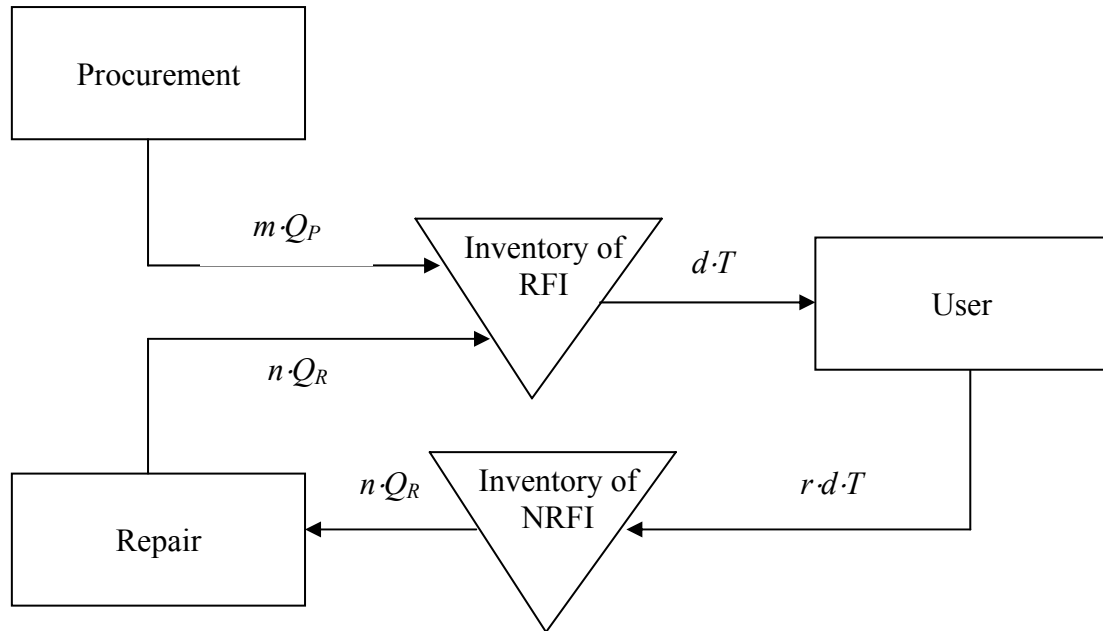 Procurement
m·Q_P
Inventory of
RFI
d·T
User
n·Q_R
Inventory of
NRFI
n·Q_R
r·d·T
Repair